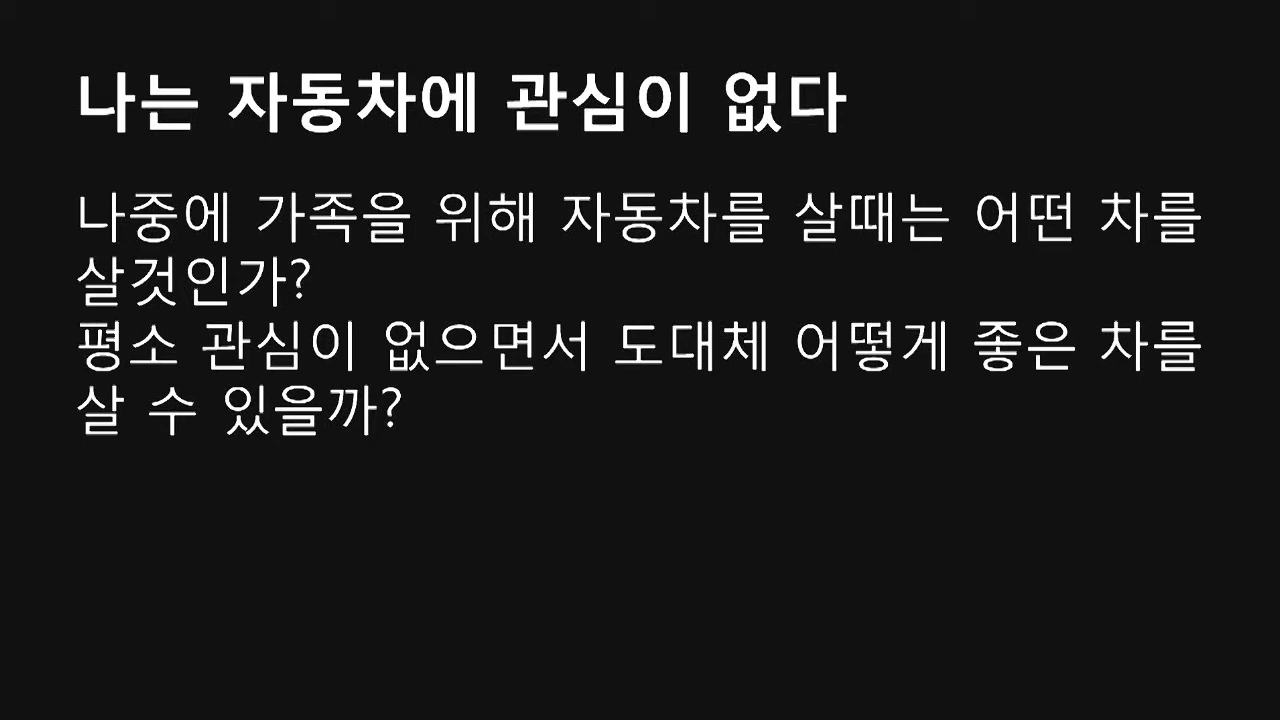 나는 자동차에 관심이 없다
나중에 가족을 위해 자동차를 살때는 어떤 차를
살것인가?
평소 관심이 없으면서 도대체 어떻게 좋은 차를
살 수 있을까?